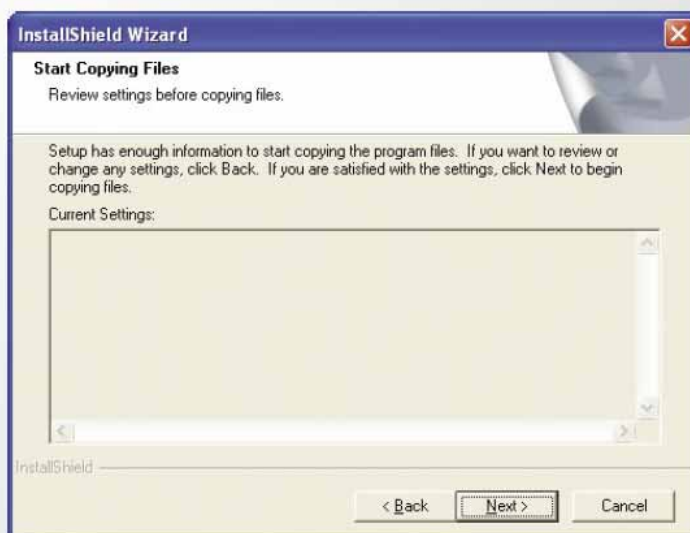 InstallShield Wizard
Start Copying Files
Review settings before copying files.
Setup has enough information to start copying the program files. If you want to review or
change any settings, click Back. If you are satisfied with the settings, click Next to begin
copying files.
Current Settings:
InstallShield
< Back Next > Cancel